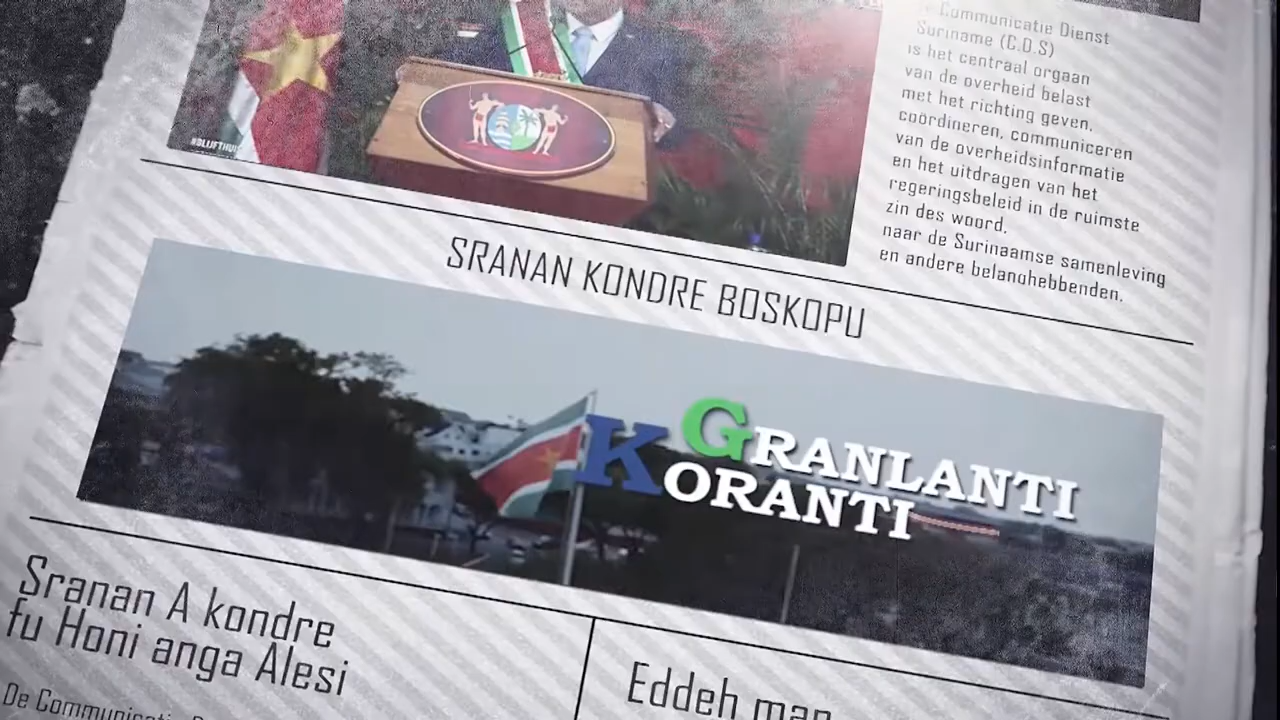 Communicatie Dienst
Suriname (C.D.S)
is het centraal orgaan
van de overheid belast
met het richting geven,
coördineren, communiceren
van de overheidsinformatie
en het uitdragen van het
regeringsbeleid in de ruimste
zin des woord,
naar de Surinaamse samenleving
en andere belanghebbenden.
SRANAN KONDRE BOSKOPU
GRANLANTI
KORANTI
Sranan A kondre
fu Honi anga Alesi
De
Eddeh man